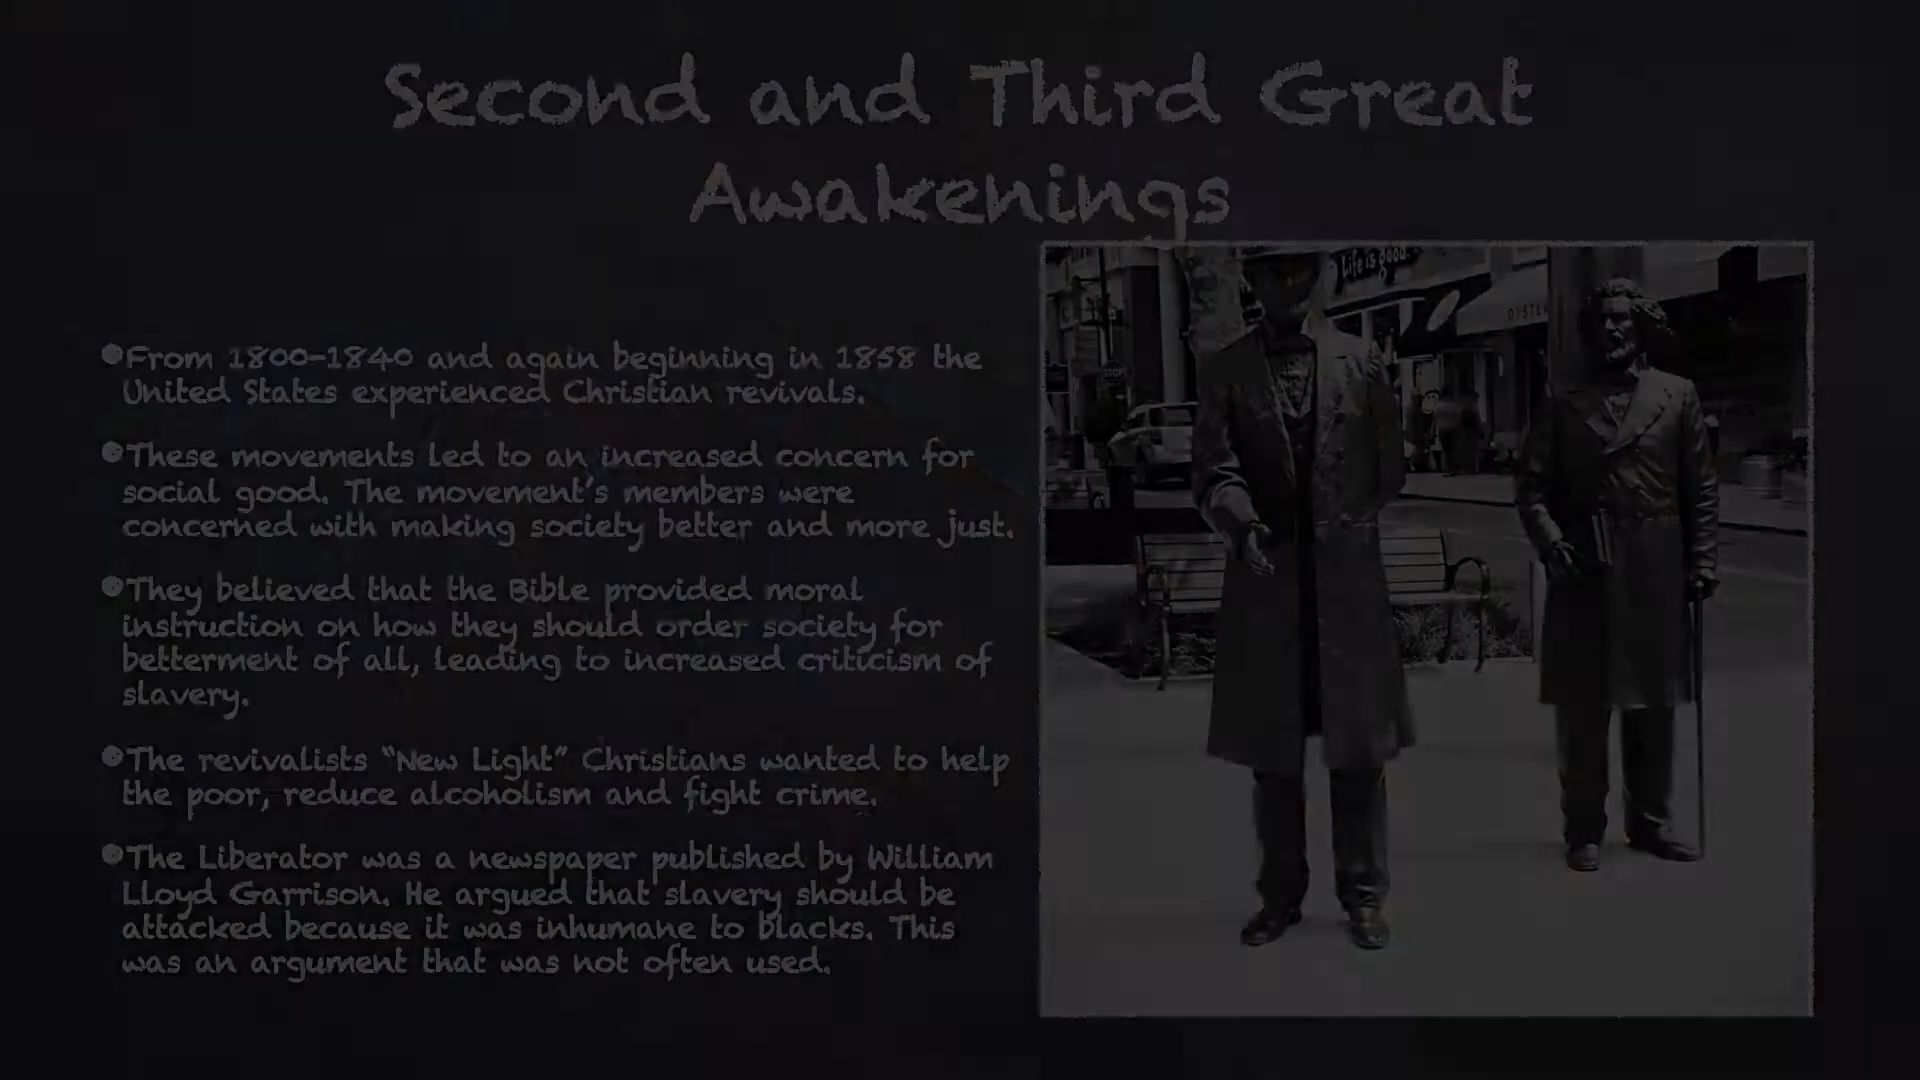 Second and Third Great
Awakenings
Life is good.
OYSTE
STOP
●From 1800-1840 and again beginning in 1858 the
United States experienced Christian revivals.
●These movements led to an increased concern for
social good. The movement's members were
concerned with making society better and more just.
●They believed that the Bible provided moral
instruction on how they should order society for
betterment of all, leading to increased criticism of
slavery.
●The revivalists “New Light” Christians wanted to help
the poor, reduce alcoholism and fight crime.
●The Liberator was a newspaper published by William
Lloyd Garrison. He argued that slavery should be
attacked because it was inhumane to blacks. This
was an argument that was not often used.